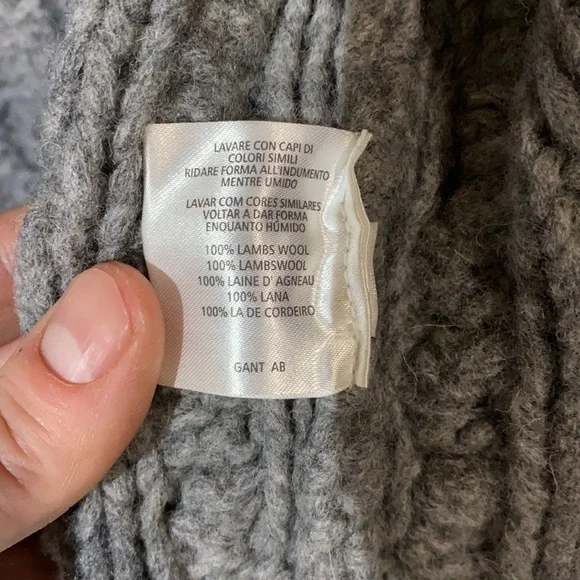 LAVARE CON CAPI DI
COLORI SIMILI
RIDARE FORMA ALL'INDUMENTO
MENTRE UMIDO
LAVAR COM CORES SIMILARES
VOLTAR A DAR FORMA
ENQUANTO HÚMIDO
100% LAMBS WOOL
100% LAMBSWOOL
100% LAINE D' AGNEAU
100% LANA
100% LA DE CORDEIRO
GANT AB